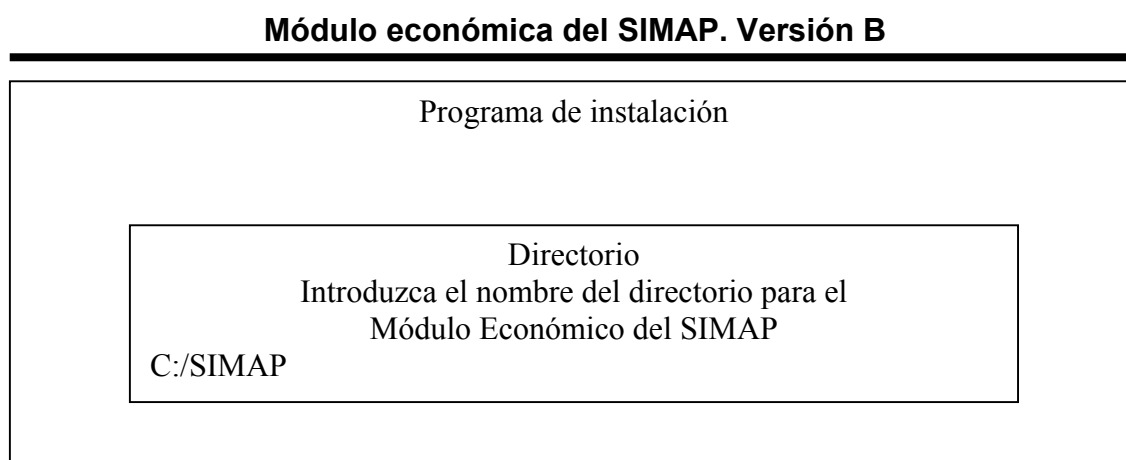 Módulo económica del SIMAP. Versión B
Programa de instalación
Directorio
Introduzca el nombre del directorio para el
Módulo Económico del SIMAP
C:/SIMAP